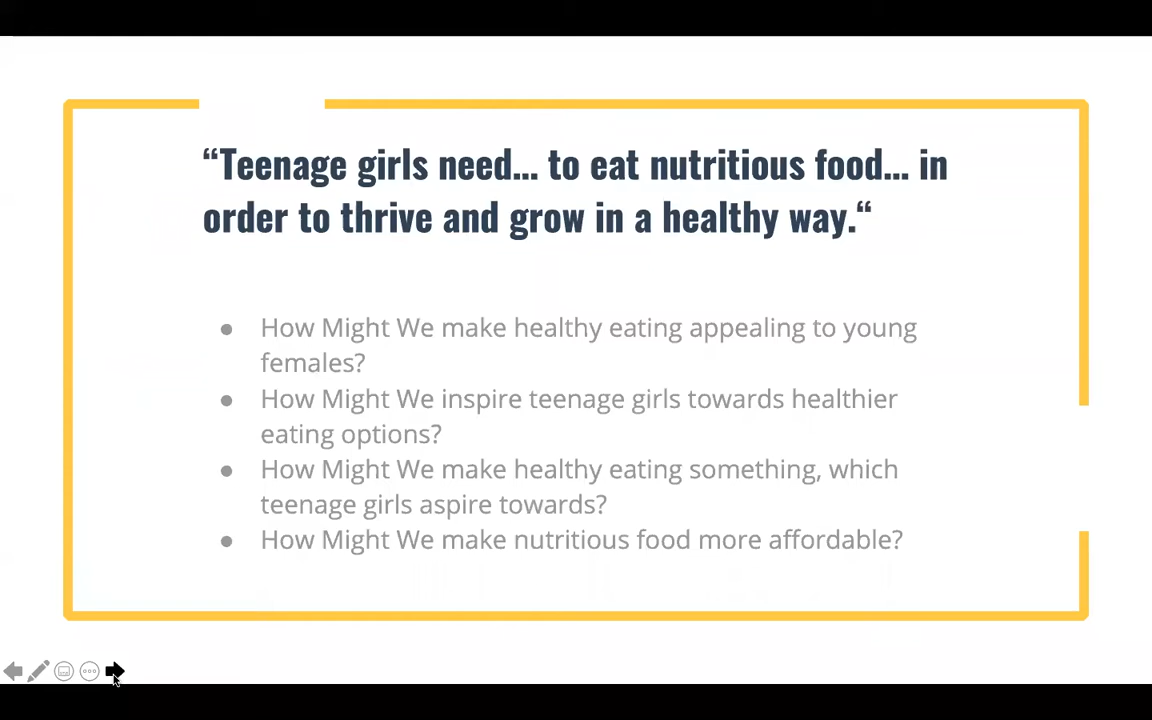 “Teenage girls need... to eat nutritious food... in
order to thrive and grow in a healthy way.“
● How Might We make healthy eating appealing to young
females?
● How Might We inspire teenage girls towards healthier
eating options?
● How Might We make healthy eating something, which
teenage girls aspire towards?
● How Might We make nutritious food more affordable?